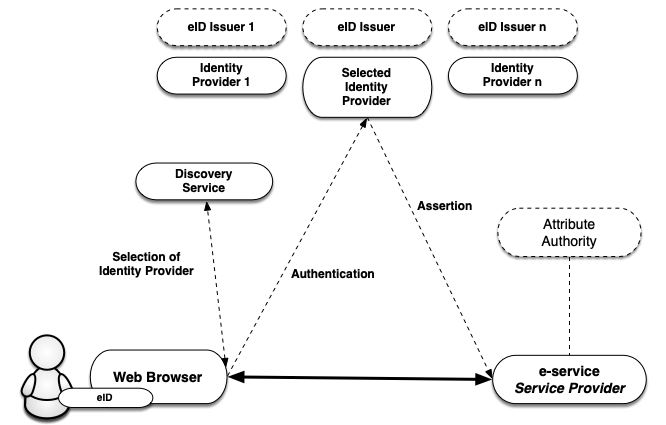 eID Issuer 1
eID Issuer
eID Issuer n
Identity
Provider 1
Selected
Identity
Provider
Identity
Provider n
Discovery
Service
Assertion
Attribute
Authority
Selection of
Identity Provider
Authentication
Web Browser
eID
e-service
Service Provider